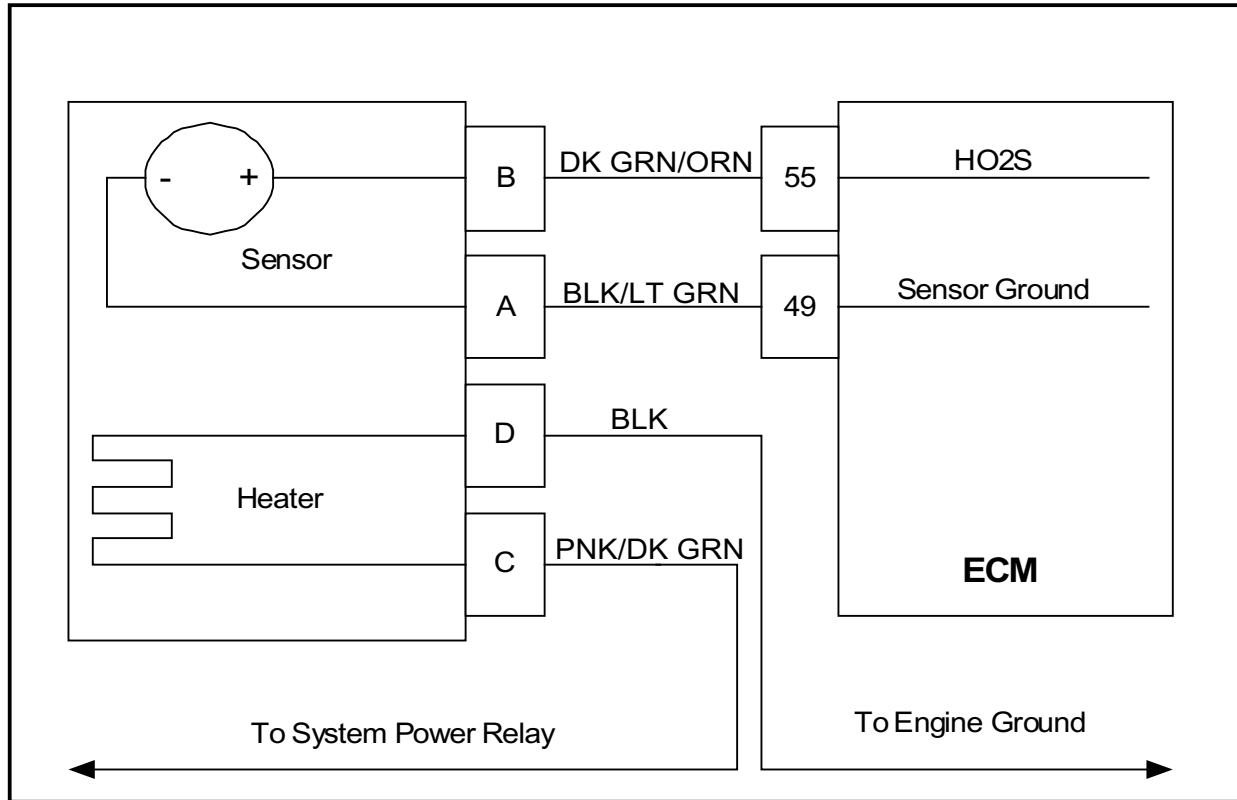 B
DK GRN/ORN
55
HO2S
-
+
Sensor
A
BLK/LT GRN
49
Sensor Ground
D
BLK
Heater
C
PNK/DK GRN
ECM
To System Power Relay
To Engine Ground